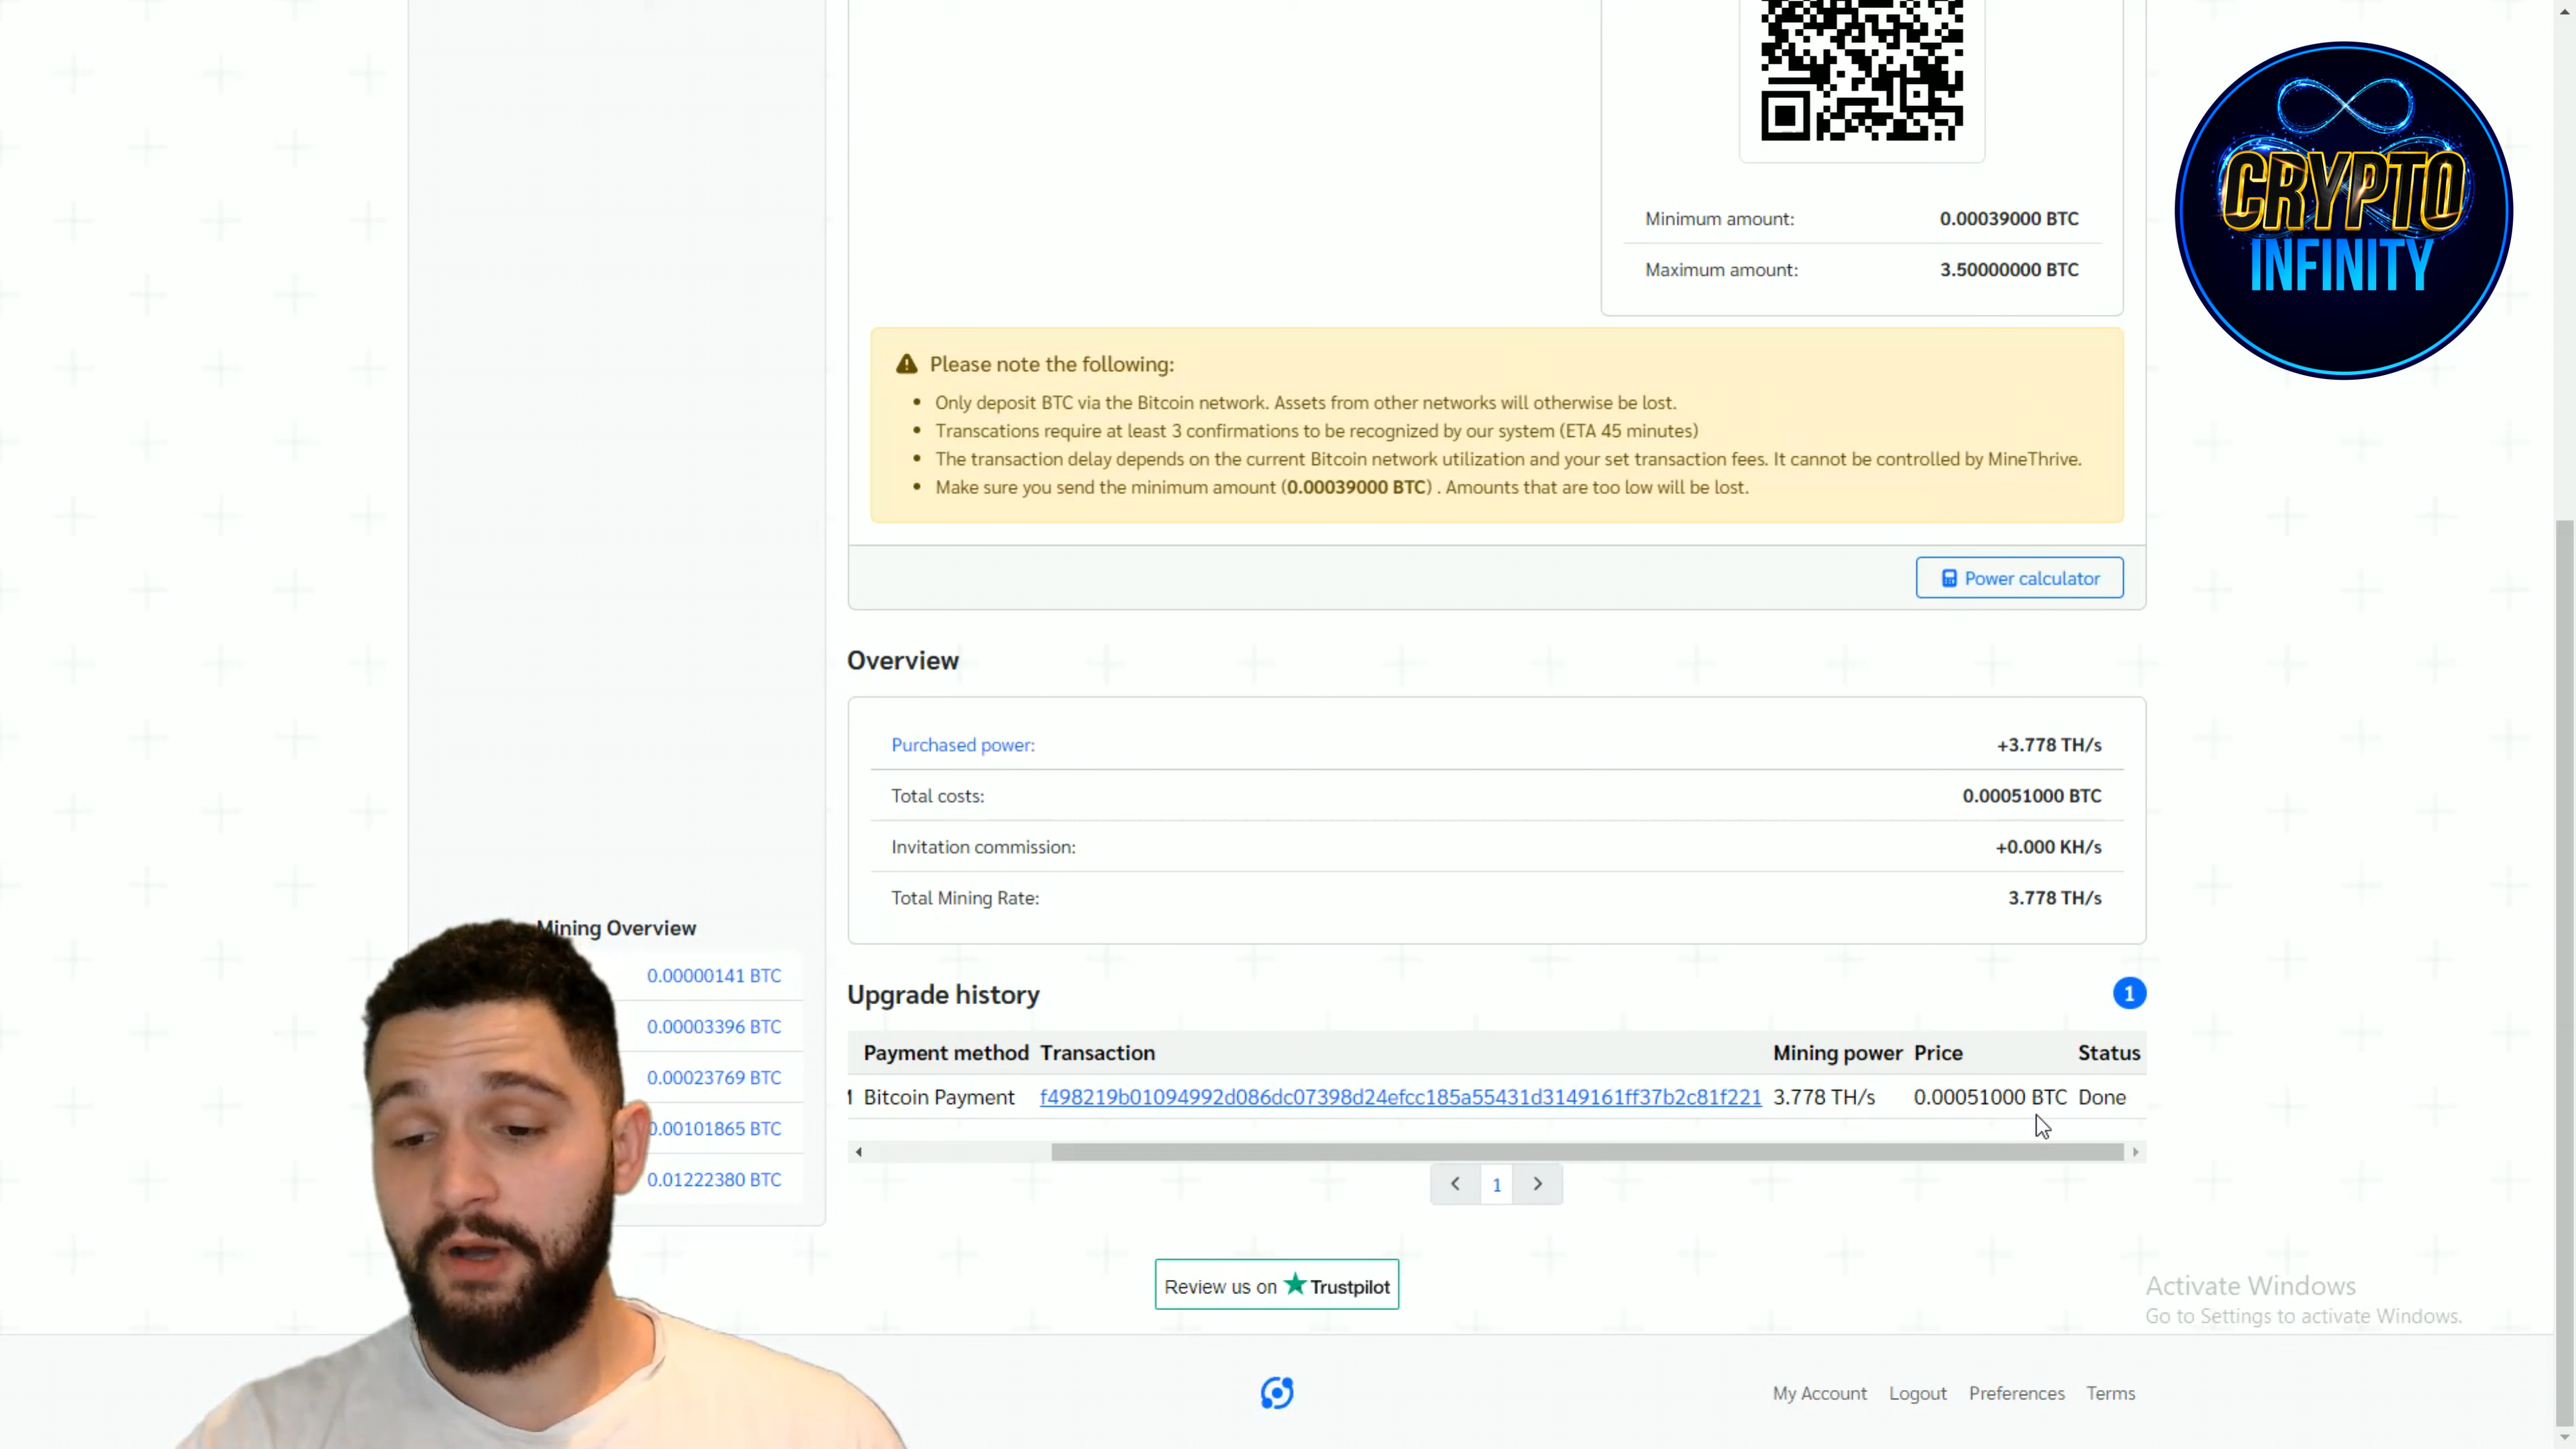 CRYPTO
INFINITY
Minimum amount: 0.00039000 BTC
Maximum amount: 3.50000000 BTC
Please note the following:
• Only deposit BTC via the Bitcoin network. Assets from other networks will otherwise be lost.
• Transcations require at least 3 confirmations to be recognized by our system (ETA 45 minutes)
• The transaction delay depends on the current Bitcoin network utilization and your set transaction fees. It cannot be controlled by MineThrive.
• Make sure you send the minimum amount (0.00039000 BTC) . Amounts that are too low will be lost.
Power calculator
Overview
Purchased power: +3.778 TH/s
Total costs: 0.00051000 BTC
Invitation commission: +0.000 KH/s
Total Mining Rate: 3.778 TH/s
Mining Overview
0.00000141 BTC
0.00003396 BTC
0.00023769 BTC
0.00101865 BTC
0.01222380 BTC
Upgrade history 1
Payment method Transaction Mining power Price Status
Bitcoin Payment f498219b01094992d086dc07398d24efcc185a55431d3149161ff37b2c81f221 3.778 TH/s 0.00051000 BTC Done
1
Review us on Trustpilot
Activate Windows
Go to Settings to activate Windows.
My Account Logout Preferences Terms